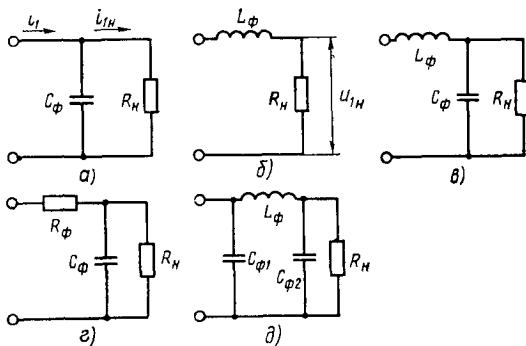 i₁ i₁н
Cф Rн
а)
Lф
Rн u₁н
б)
Lф
Cф Rн
в)
Rф
Cф Rн
г)
Lф
Cф1 Cф2 Rн
д)